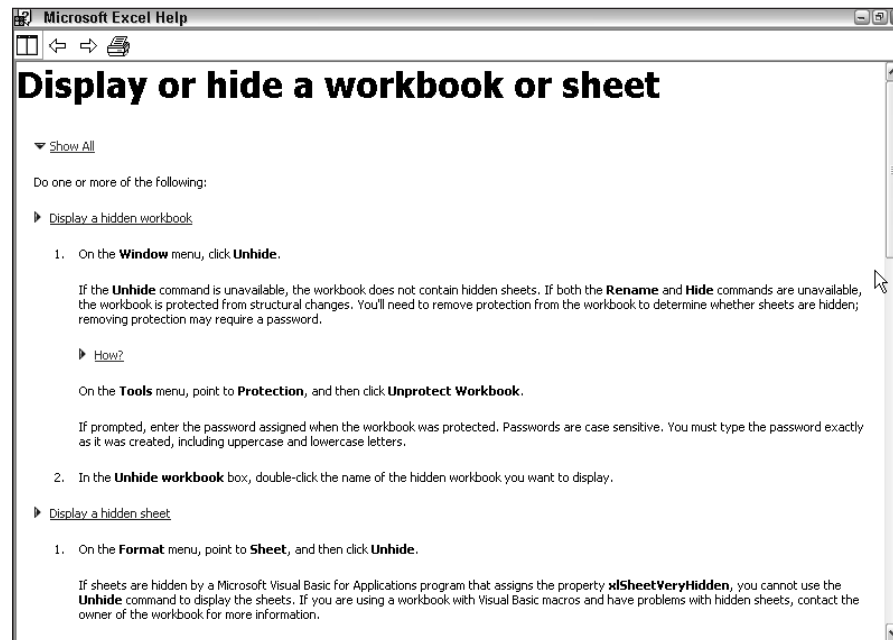 Microsoft Excel Help
Display or hide a workbook or sheet
Show All
Do one or more of the following:
Display a hidden workbook
1. On the Window menu, click Unhide.
If the Unhide command is unavailable, the workbook does not contain hidden sheets. If both the Rename and Hide commands are unavailable,
the workbook is protected from structural changes. You'll need to remove protection from the workbook to determine whether sheets are hidden;
removing protection may require a password.
How?
On the Tools menu, point to Protection, and then click Unprotect Workbook.
If prompted, enter the password assigned when the workbook was protected. Passwords are case sensitive. You must type the password exactly
as it was created, including uppercase and lowercase letters.
2. In the Unhide workbook box, double-click the name of the hidden workbook you want to display.
Display a hidden sheet
1. On the Format menu, point to Sheet, and then click Unhide.
If sheets are hidden by a Microsoft Visual Basic for Applications program that assigns the property xlSheetVeryHidden, you cannot use the
Unhide command to display the sheets. If you are using a workbook with Visual Basic macros and have problems with hidden sheets, contact the
owner of the workbook for more information.